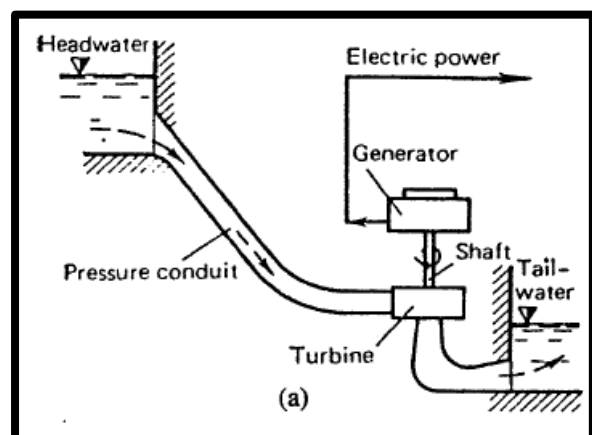 Headwater
Electric power
Generator
Shaft
Pressure conduit
Tail-
water
Turbine
(a)